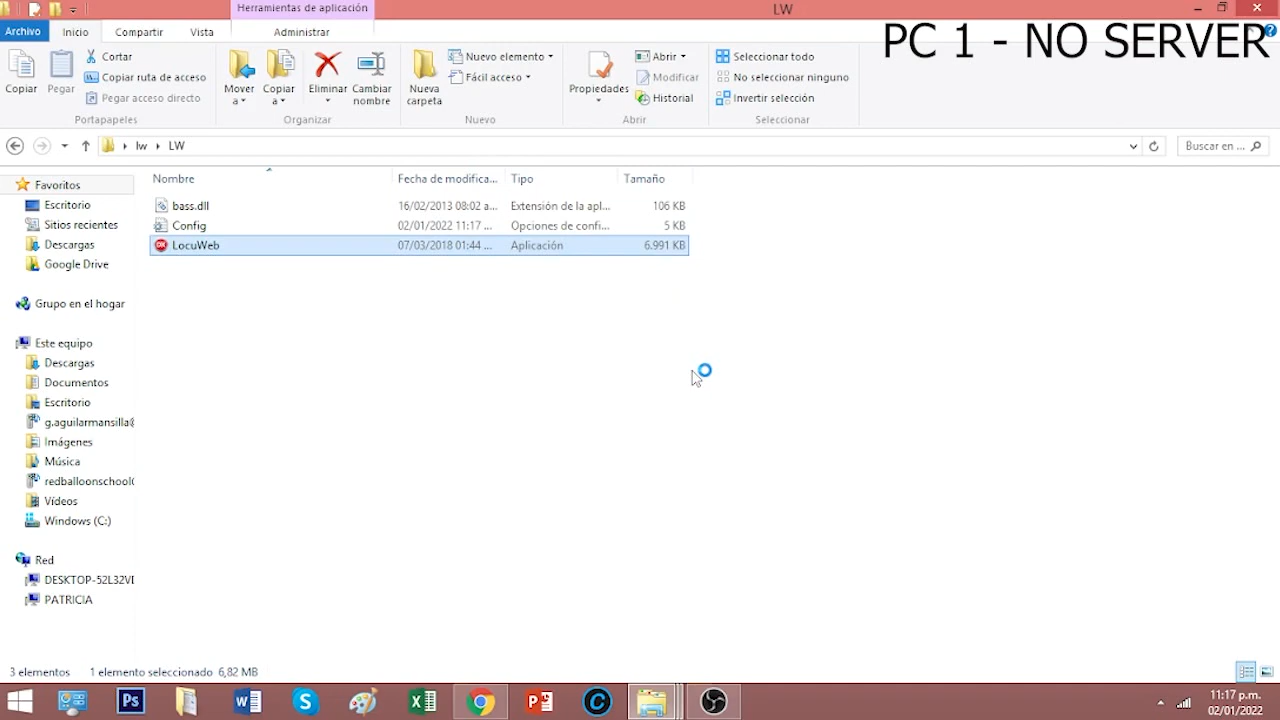 Herramientas de aplicación
LW
PC 1 - NO SERVER
Archivo
Inicio
Compartir
Vista
Administrar
Copiar
Pegar
Cortar
Copiar ruta de acceso
Pegar acceso directo
Portapapeles
Mover
a
Copiar
a
Eliminar
Cambiar
nombre
Organizar
Nueva
carpeta
Nuevo elemento
Fácil acceso
Nuevo
Propiedades
Abrir
Modificar
Historial
Abrir
Seleccionar todo
No seleccionar ninguno
Invertir selección
Seleccionar
lw
LW
Buscar en ...
Favoritos
Escritorio
Sitios recientes
Descargas
Google Drive
Grupo en el hogar
Este equipo
Descargas
Documentos
Escritorio
g.aguilarmansilla@
Imágenes
Música
redballoonschool
Vídeos
Windows (C:)
Red
DESKTOP-52L32VI
PATRICIA
Nombre
Fecha de modifica...
Tipo
Tamaño
bass.dll
16/02/2013 08:02 a...
Extensión de la apl...
106 KB
Config
02/01/2022 11:17 ...
Opciones de confi...
5 KB
LocuWeb
07/03/2018 01:44 ...
Aplicación
6.991 KB
3 elementos
1 elemento seleccionado 6,82 MB
Ps
11:17 p.m.
02/01/2022